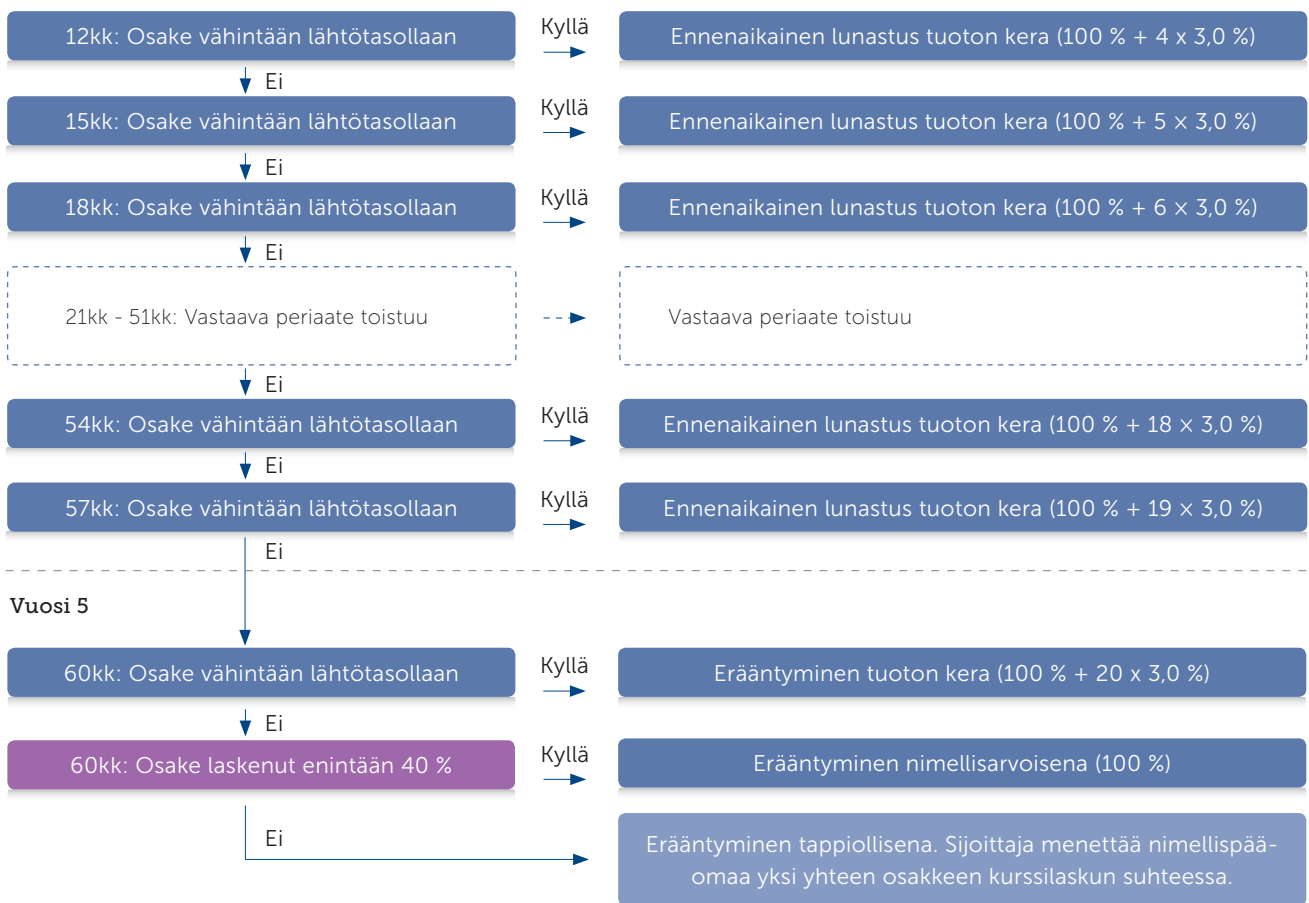 12kk: Osake vähintään lähtötasollaan
Kyllä
Ennenaikainen lunastus tuoton kera (100 % + 4 x 3,0 %)
Ei
15kk: Osake vähintään lähtötasollaan
Kyllä
Ennenaikainen lunastus tuoton kera (100 % + 5 × 3,0 %)
Ei
18kk: Osake vähintään lähtötasollaan
Kyllä
Ennenaikainen lunastus tuoton kera (100 % + 6 × 3,0 %)
Ei
21kk - 51kk: Vastaava periaate toistuu
Vastaava periaate toistuu
Ei
54kk: Osake vähintään lähtötasollaan
Kyllä
Ennenaikainen lunastus tuoton kera (100 % + 18 × 3,0 %)
Ei
57kk: Osake vähintään lähtötasollaan
Kyllä
Ennenaikainen lunastus tuoton kera (100 % + 19 × 3,0 %)
Ei
Vuosi 5
60kk: Osake vähintään lähtötasollaan
Kyllä
Erääntyminen tuoton kera (100 % + 20 x 3,0 %)
Ei
60kk: Osake laskenut enintään 40 %
Kyllä
Erääntyminen nimellisarvoisena (100 %)
Ei
Erääntyminen tappiollisena. Sijoittaja menettää nimellispää-
omaa yksi yhteen osakkeen kurssilaskun suhteessa.